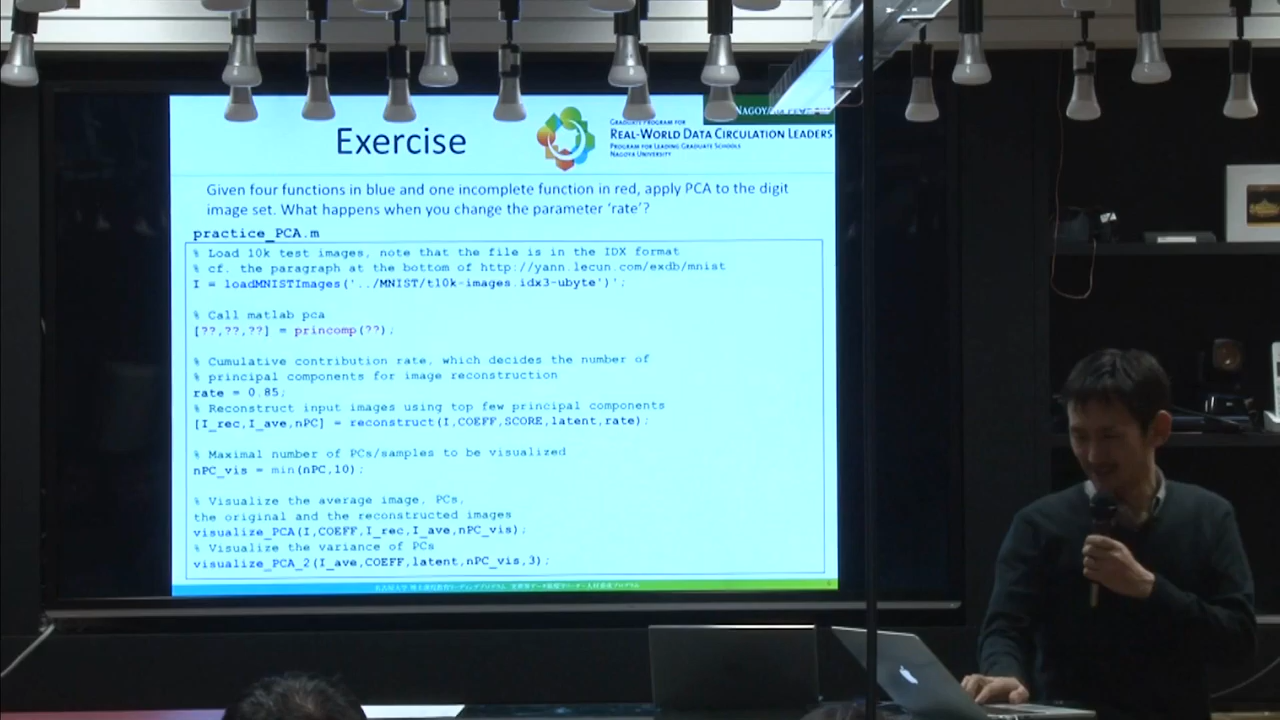 NAGOYA
Exercise
GRADUATE PROGRAM FOR
REAL-WORLD DATA CIRCULATION LEADERS
PROGRAM FOR LEADING GRADUATE SCHOOLS
NAGOYA UNIVERSITY
Given four functions in blue and one incomplete function in red, apply PCA to the digit
image set. What happens when you change the parameter ‘rate’?
practice_PCA.m
% Load 10k test images, note that the file is in the IDX format
% cf. the paragraph at the bottom of http://yann.lecun.com/exdb/mnist
I = loadMNISTImages('../MNIST/t10k-images.idx3-ubyte')';
% Call matlab pca
[??,??,??] = princomp(??);
% Cumulative contribution rate, which decides the number of
% principal components for image reconstruction
rate = 0.85;
% Reconstruct input images using top few principal components
[I_rec,I_ave,nPC] = reconstruct(I,COEFF,SCORE,latent,rate);
% Maximal number of PCs/samples to be visualized
nPC_vis = min(nPC,10);
% Visualize the average image, PCs,
the original and the reconstructed images
visualize_PCA(I,COEFF,I_rec,I_ave,nPC_vis);
% Visualize the variance of PCs
visualize_PCA_2(I_ave,COEFF,latent,nPC_vis,3);